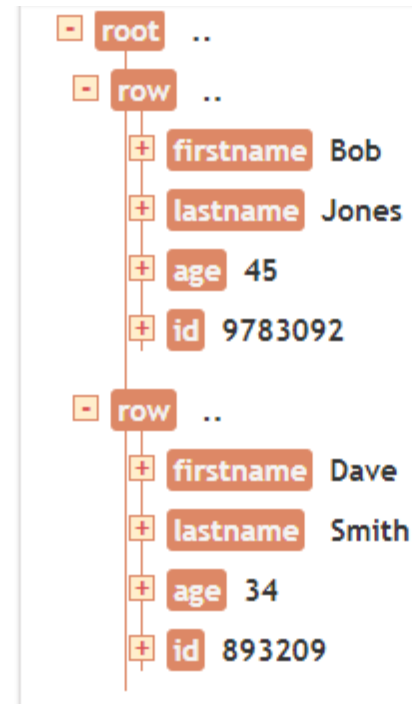 - root ..
- row ..
+ firstname Bob
+ lastname Jones
+ age 45
+ id 9783092
- row ..
+ firstname Dave
+ lastname Smith
+ age 34
+ id 893209